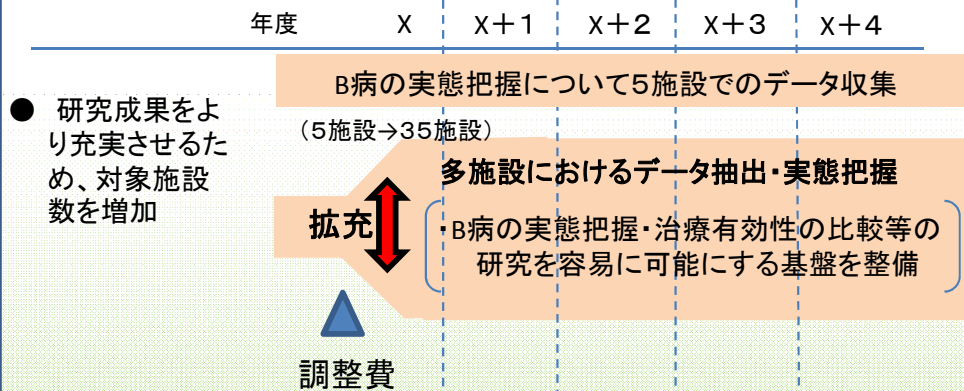 年度 X X＋1 X＋2 X＋3 X＋4
B病の実態把握について5施設でのデータ収集
● 研究成果をよ
り充実させるた
め、対象施設
数を増加
（5施設→35施設）
多施設におけるデータ抽出・実態把握
拡充
・B病の実態把握・治療有効性の比較等の
研究を容易に可能にする基盤を整備
調整費